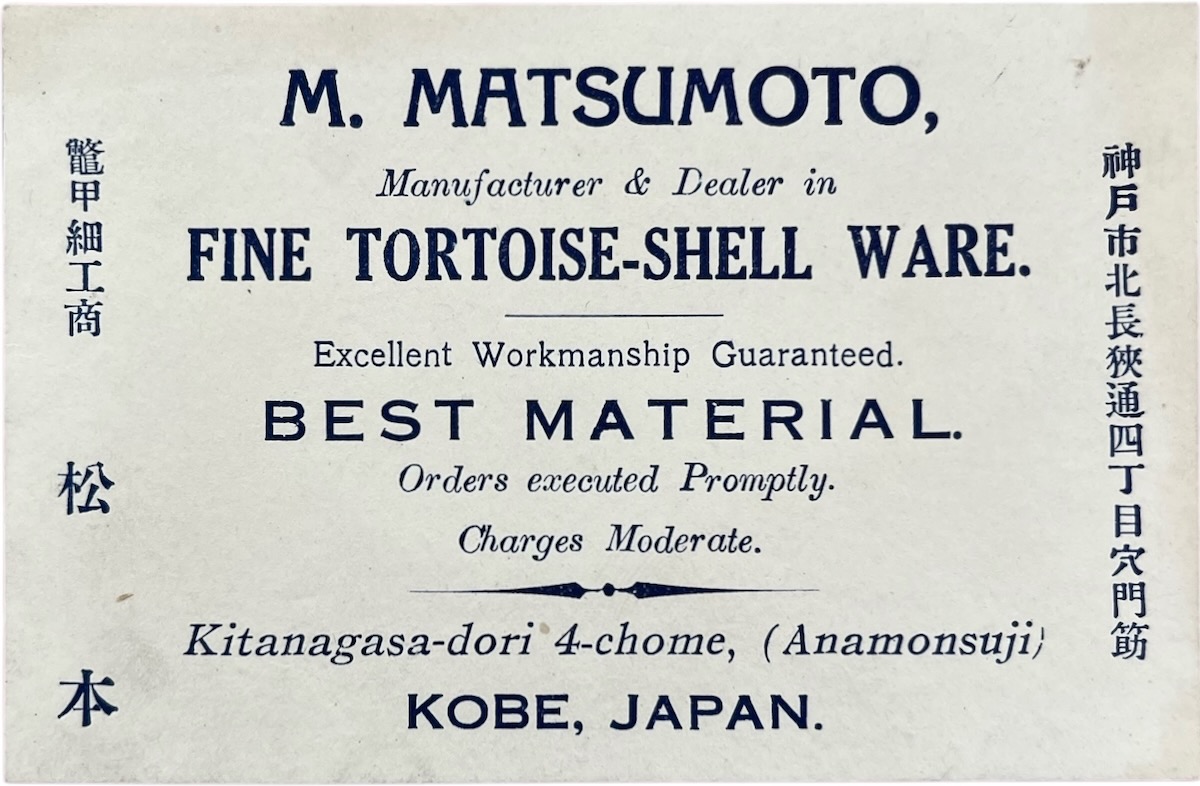 M. MATSUMOTO,
Manufacturer & Dealer in
FINE TORTOISE-SHELL WARE.
Excellent Workmanship Guaranteed.
BEST MATERIAL.
Orders executed Promptly.
Charges Moderate.
Kitanagasa-dori 4-chome, (Anamonsuji)
KOBE, JAPAN.
神戸市北長狹通四丁目穴門筋
鼈甲細工商
松本